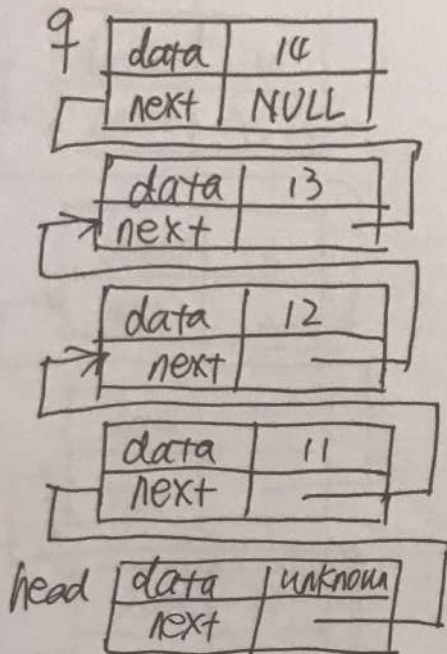 q data 14
next NULL
data 13
next
data 12
next
data 11
next
head data unknown
next